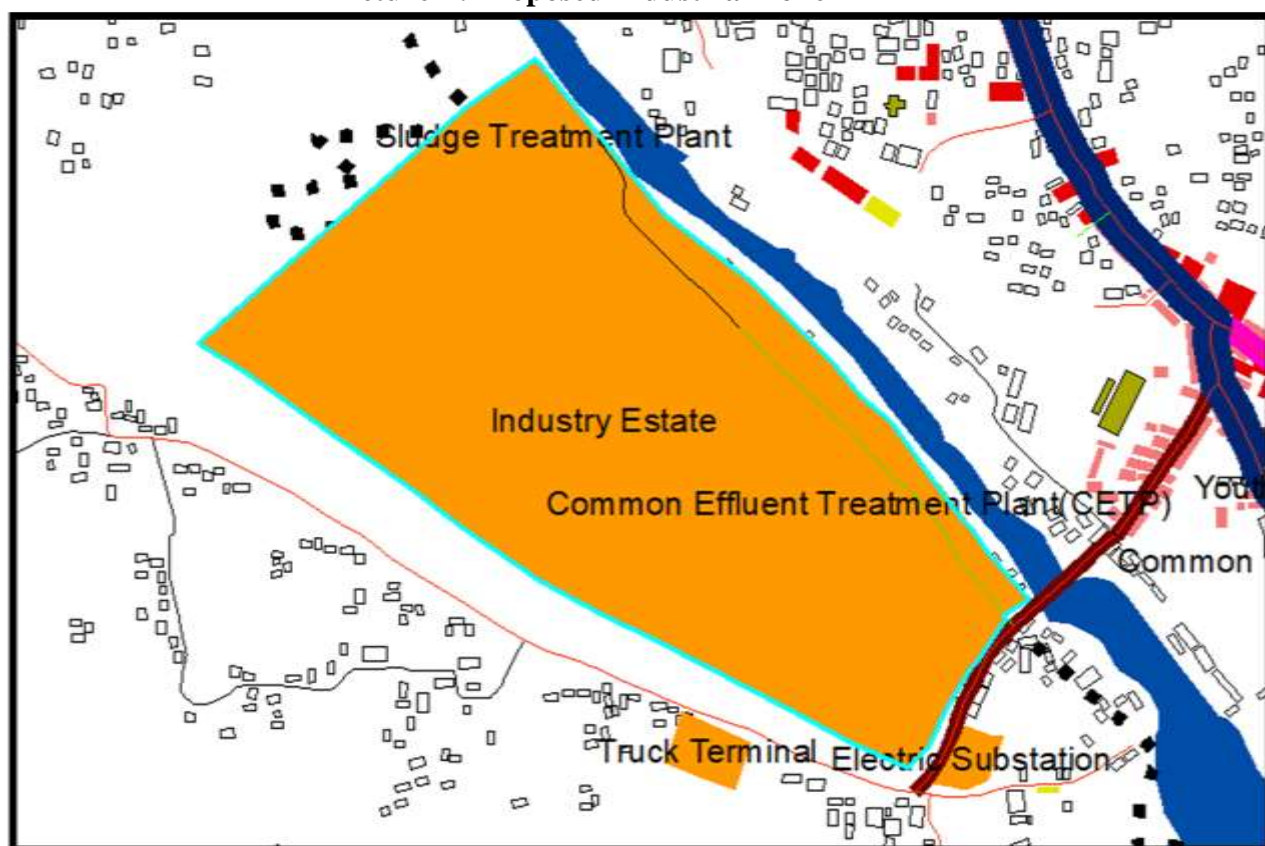 Sludge Treatment Plant
Industry Estate
Common Effluent Treatment Plant(CETP)
Common
Truck Terminal
Electric Substation